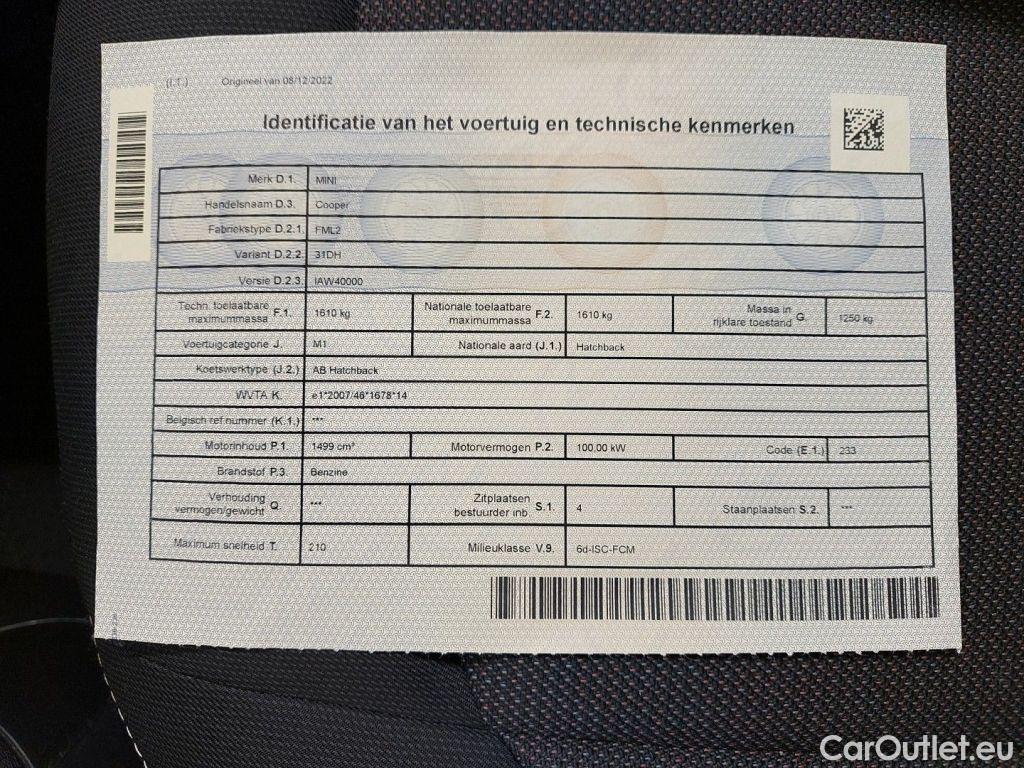 (I.1.) Origineel van 08/12/2022
Identificatie van het voertuig en technische kenmerken
Merk D.1. MINI
Handelsnaam D.3. Cooper
Fabriekstype D.2.1. FML2
Variant D.2.2. 31DH
Versie D.2.3. IAW40000
Techn. toelaatbare maximummassa F.1. 1610 kg Nationale toelaatbare maximummassa F.2. 1610 kg Massa in rijklare toestand G. 1250 kg
Voertuigcategorie J. M1 Nationale aard (J.1.) Hatchback
Koetswerktype (J.2.) AB Hatchback
WVTA K. e1*2007/46*1678*14
Belgisch ref.nummer (K.1.) ***
Motorinhoud P.1. 1499 cm³ Motorvermogen P.2. 100,00 kW Code (E.1.) 233
Brandstof P.3. Benzine
Verhouding vermogen/gewicht Q. *** Zitplaatsen bestuurder inb. S.1. 4 Staanplaatsen S.2. ***
Maximum snelheid T. 210 Milieuklasse V.9. 6d-ISC-FCM
CarOutlet.eu